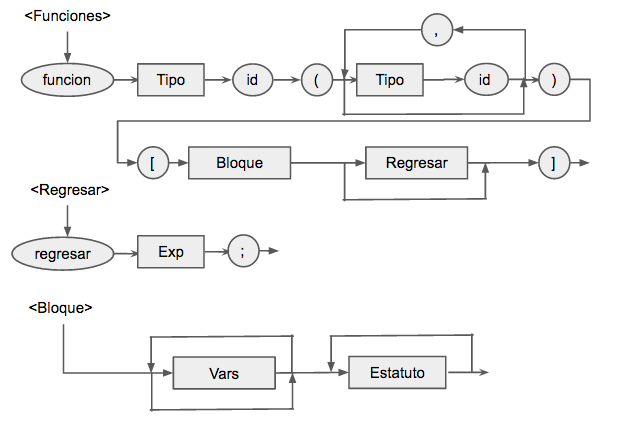 <Funciones>
,
funcion Tipo id ( Tipo id )
[ Bloque Regresar ]
<Regresar>
regresar Exp ;
<Bloque>
Vars Estatuto